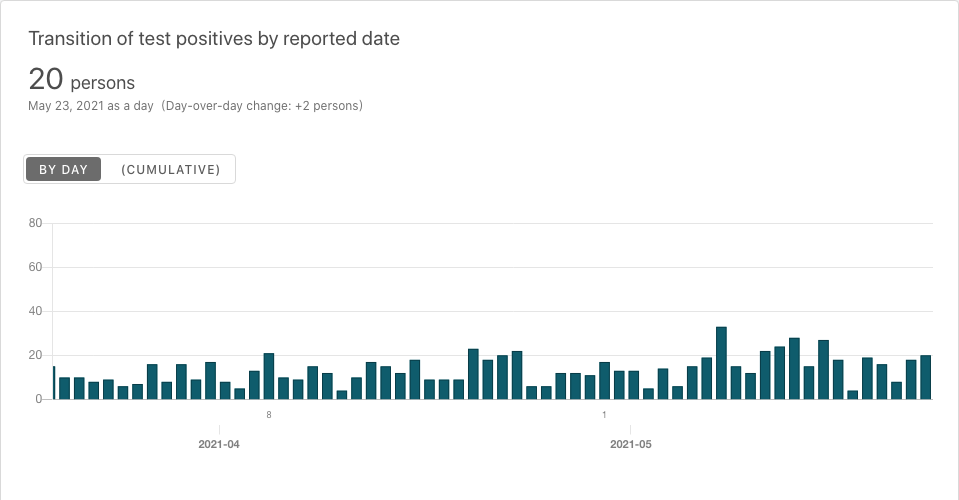 Transition of test positives by reported date
20 persons
May 23, 2021 as a day (Day-over-day change: +2 persons)
BY DAY (CUMULATIVE)
80
60
40
20
0
8 1
2021-04 2021-05